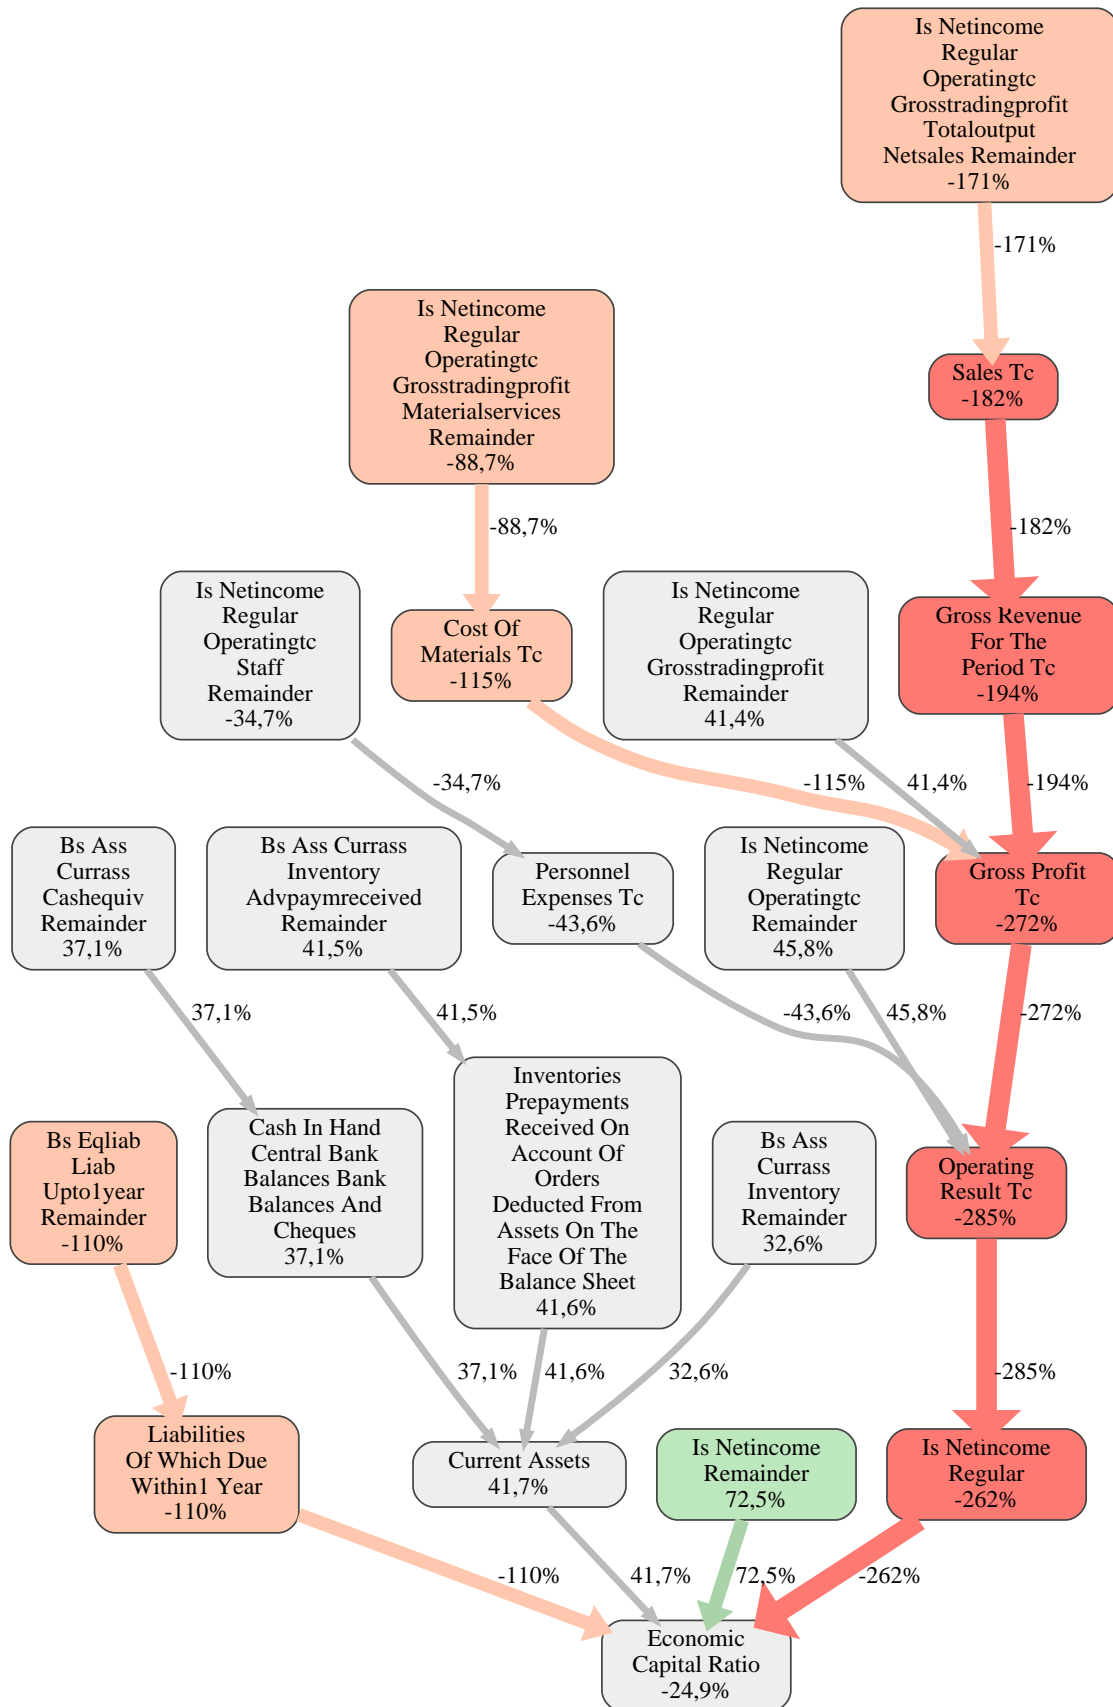 Is Netincome
Regular
Operatingtc
Grosstradingprofit
Totaloutput
Netsales Remainder
-171%
-171%
Is Netincome
Regular
Operatingtc
Grosstradingprofit
Materialservices
Remainder
-88,7%
Sales Tc
-182%
-88,7%
-182%
Is Netincome
Regular
Operatingtc
Staff
Remainder
-34,7%
Cost Of
Materials Tc
-115%
Is Netincome
Regular
Operatingtc
Grosstradingprofit
Remainder
41,4%
Gross Revenue
For The
Period Tc
-194%
-34,7%
-115%
41,4%
-194%
Bs Ass
Currass
Cashequiv
Remainder
37,1%
Bs Ass Currass
Inventory
Advpaymreceived
Remainder
41,5%
Personnel
Expenses Tc
-43,6%
Is Netincome
Regular
Operatingtc
Remainder
45,8%
Gross Profit
Tc
-272%
37,1%
41,5%
-43,6%
45,8%
-272%
Bs Eqliab
Liab
Upto1year
Remainder
-110%
Cash In Hand
Central Bank
Balances Bank
Balances And
Cheques
37,1%
Inventories
Prepayments
Received On
Account Of
Orders
Deducted From
Assets On The
Face Of The
Balance Sheet
41,6%
Bs Ass
Currass
Inventory
Remainder
32,6%
Operating
Result Tc
-285%
-110%
37,1%
41,6%
32,6%
-285%
Liabilities
Of Which Due
Within1 Year
-110%
Current Assets
41,7%
Is Netincome
Remainder
72,5%
Is Netincome
Regular
-262%
-110%
41,7%
72,5%
-262%
Economic
Capital Ratio
-24,9%